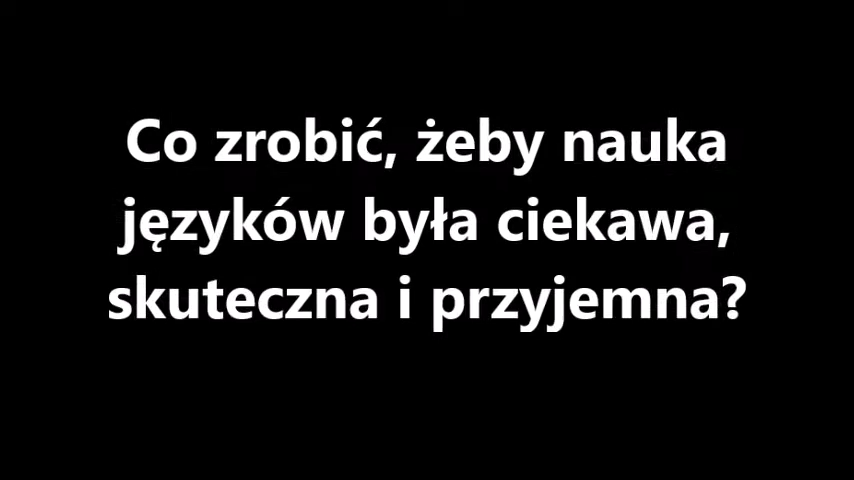 Co zrobić, żeby nauka
języków była ciekawa,
skuteczna i przyjemna?